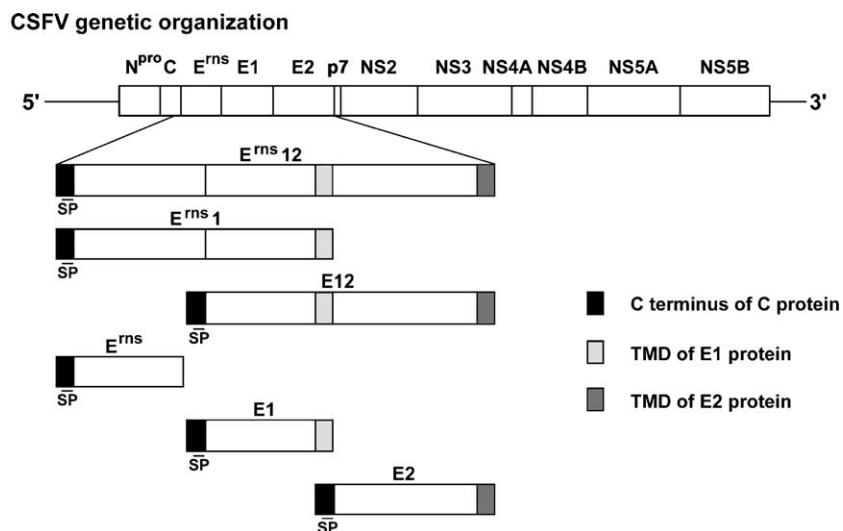 CSFV genetic organization
N^pro C E^rns E1 E2 p7 NS2 NS3 NS4A NS4B NS5A NS5B
5' 3'
E^rns 12
SP
E^rns 1
SP
E12
SP
E^rns
SP
E1
SP
E2
SP
C terminus of C protein
TMD of E1 protein
TMD of E2 protein